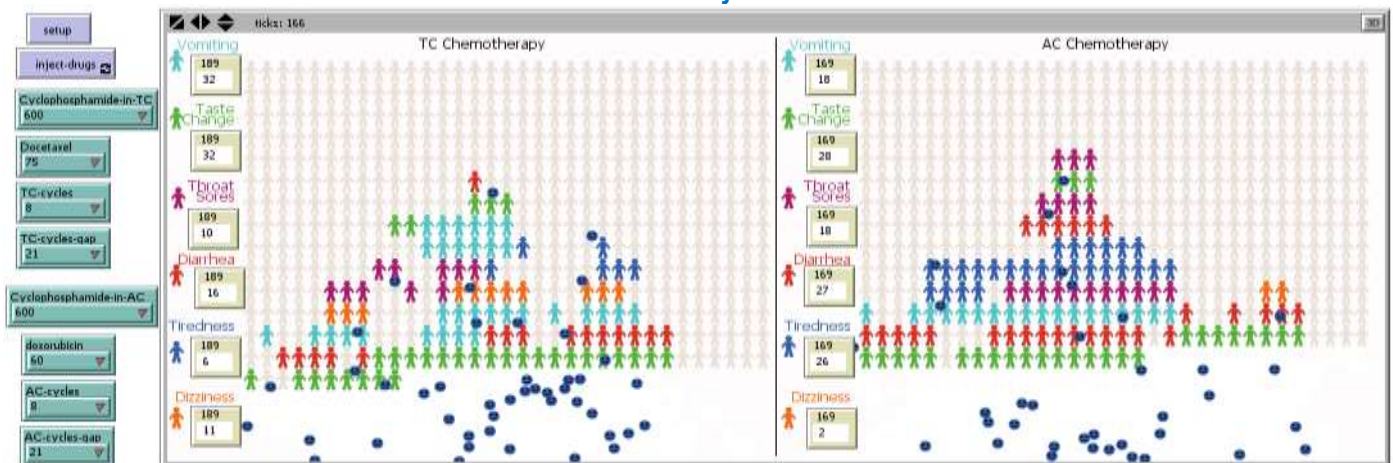 y
setup
inject-drugs
Cyclophosphamide-in-TC
600
Docetaxel
75
TC-cycles
8
TC-cycles-gap
21
Cyclophosphamide-in-AC
600
doxorubicin
60
AC-cycles
8
AC-cycles-gap
21
ticks: 166
3D
TC Chemotherapy
Vomiting
189
32
Taste
Change
189
32
Throat
Sores
189
10
Diarrhea
189
16
Tiredness
189
6
Dizziness
189
11
AC Chemotherapy
Vomiting
169
18
Taste
Change
169
28
Throat
Sores
169
18
Diarrhea
169
27
Tiredness
169
26
Dizziness
169
2